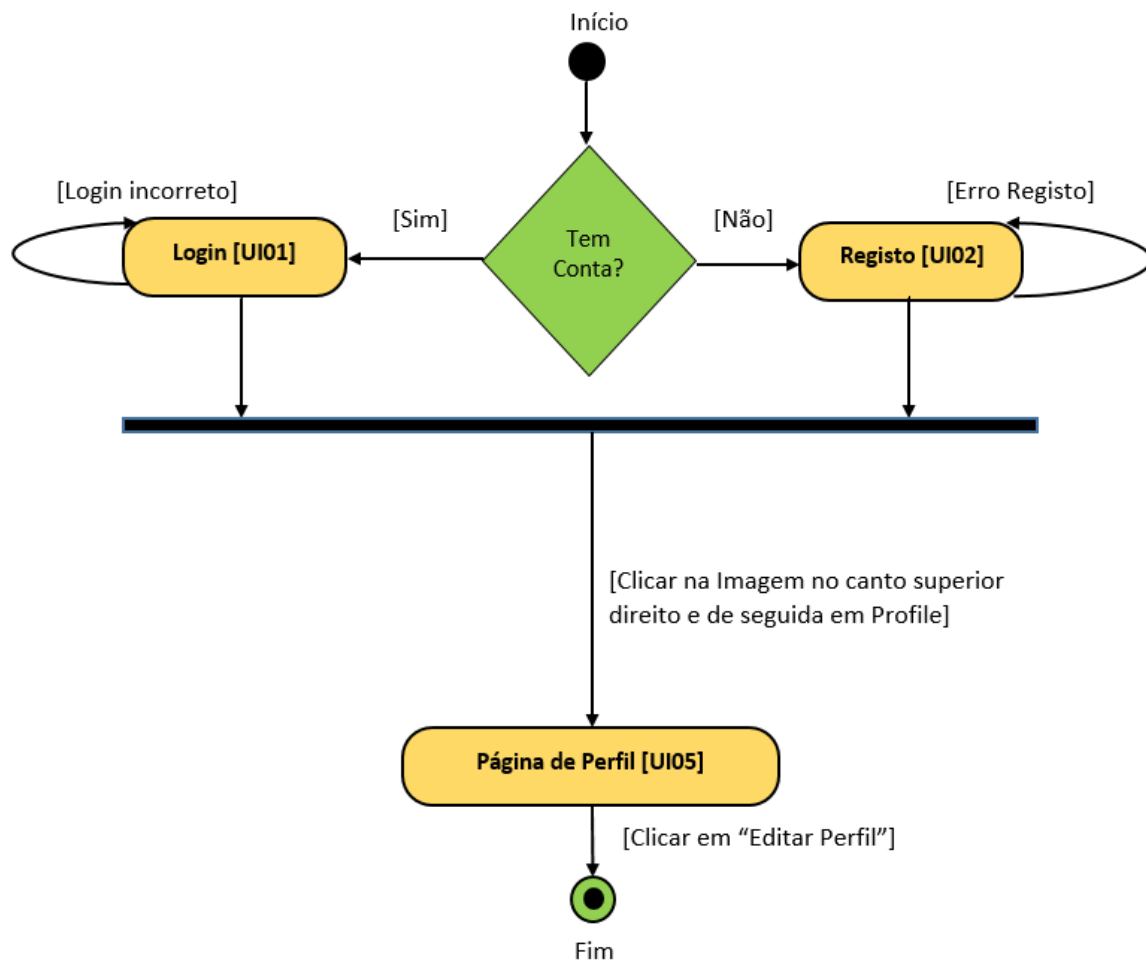 Início
[Login incorreto]
[Sim]
[Não]
[Erro Registo]
Login [UI01]
Tem
Conta?
Registo [UI02]
[Clicar na Imagem no canto superior
direito e de seguida em Profile]
Página de Perfil [UI05]
[Clicar em “Editar Perfil”]
Fim